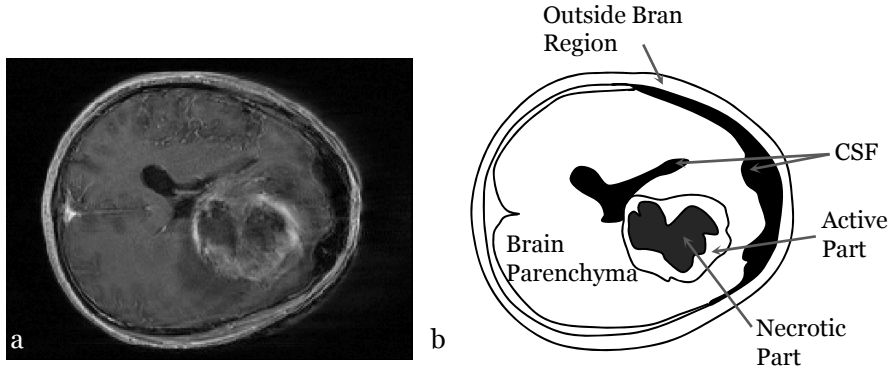 Outside Bran
Region
CSF
Active
Part
Brain
Parenchyma
Necrotic
Part
a
b